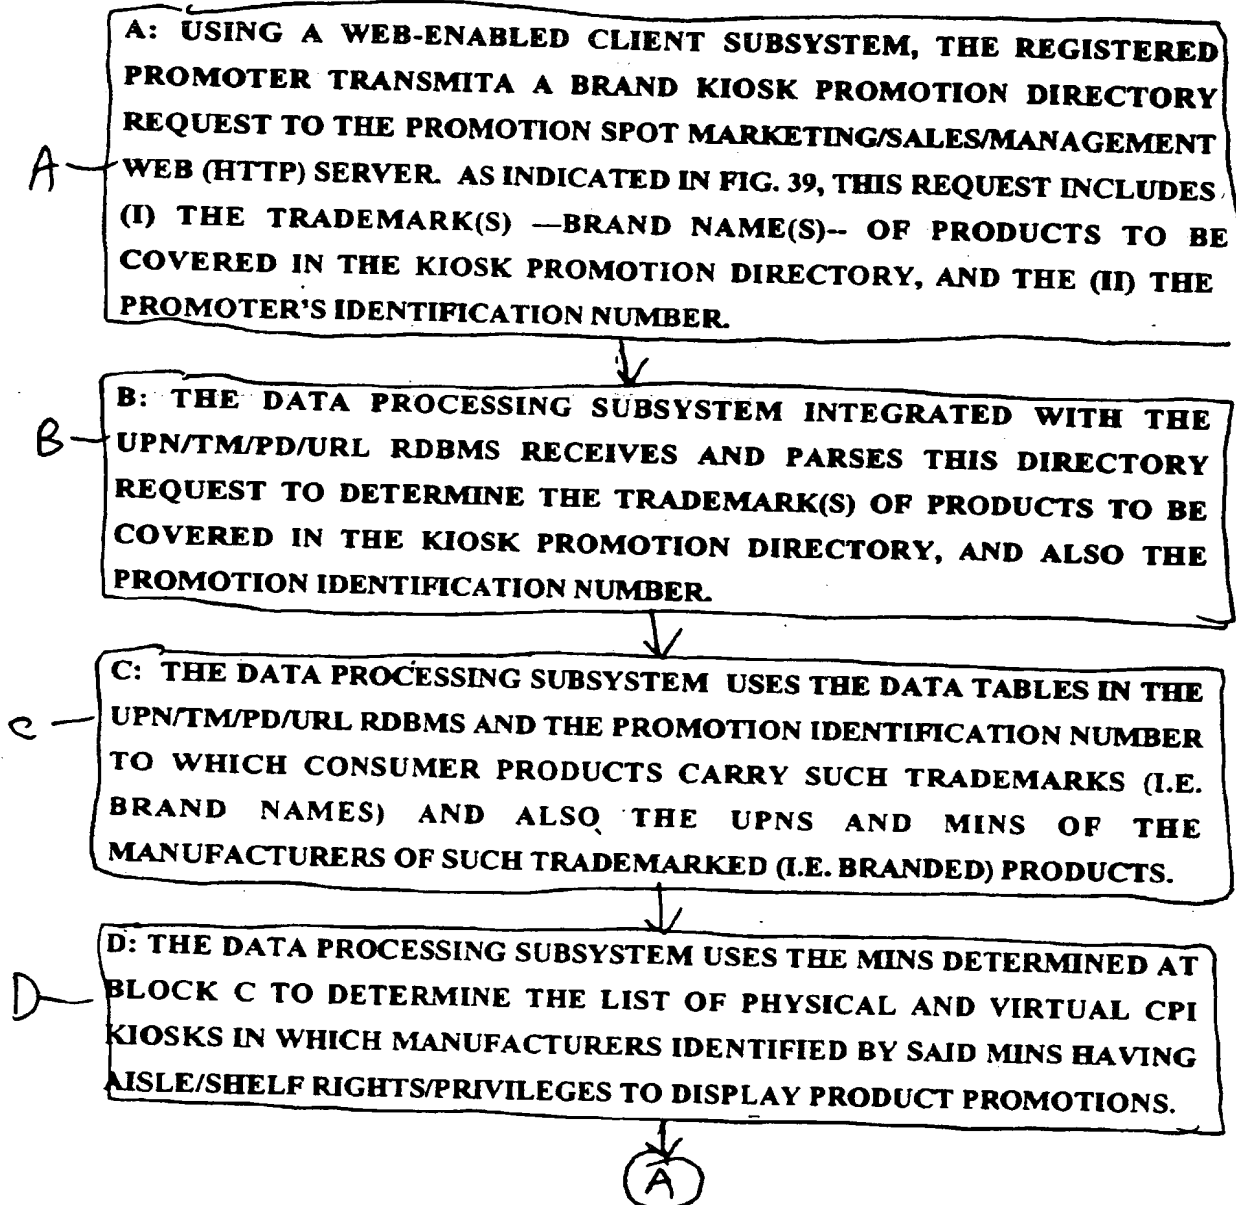 A: USING A WEB-ENABLED CLIENT SUBSYSTEM, THE REGISTERED
PROMOTER TRANSMITA A BRAND KIOSK PROMOTION DIRECTORY
REQUEST TO THE PROMOTION SPOT MARKETING/SALES/MANAGEMENT
A WEB (HTTP) SERVER. AS INDICATED IN FIG. 39, THIS REQUEST INCLUDES
(I) THE TRADEMARK(S) —BRAND NAME(S)-- OF PRODUCTS TO BE
COVERED IN THE KIOSK PROMOTION DIRECTORY, AND THE (II) THE
PROMOTER'S IDENTIFICATION NUMBER.
B: THE DATA PROCESSING SUBSYSTEM INTEGRATED WITH THE
B UPN/TM/PD/URL RDBMS RECEIVES AND PARSES THIS DIRECTORY
REQUEST TO DETERMINE THE TRADEMARK(S) OF PRODUCTS TO BE
COVERED IN THE KIOSK PROMOTION DIRECTORY, AND ALSO THE
PROMOTION IDENTIFICATION NUMBER.
C: THE DATA PROCESSING SUBSYSTEM USES THE DATA TABLES IN THE
C UPN/TM/PD/URL RDBMS AND THE PROMOTION IDENTIFICATION NUMBER
TO WHICH CONSUMER PRODUCTS CARRY SUCH TRADEMARKS (I.E.
BRAND NAMES) AND ALSO THE UPNS AND MINS OF THE
MANUFACTURERS OF SUCH TRADEMARKED (I.E. BRANDED) PRODUCTS.
D: THE DATA PROCESSING SUBSYSTEM USES THE MINS DETERMINED AT
D BLOCK C TO DETERMINE THE LIST OF PHYSICAL AND VIRTUAL CPI
KIOSKS IN WHICH MANUFACTURERS IDENTIFIED BY SAID MINS HAVING
AISLE/SHELF RIGHTS/PRIVILEGES TO DISPLAY PRODUCT PROMOTIONS.
A